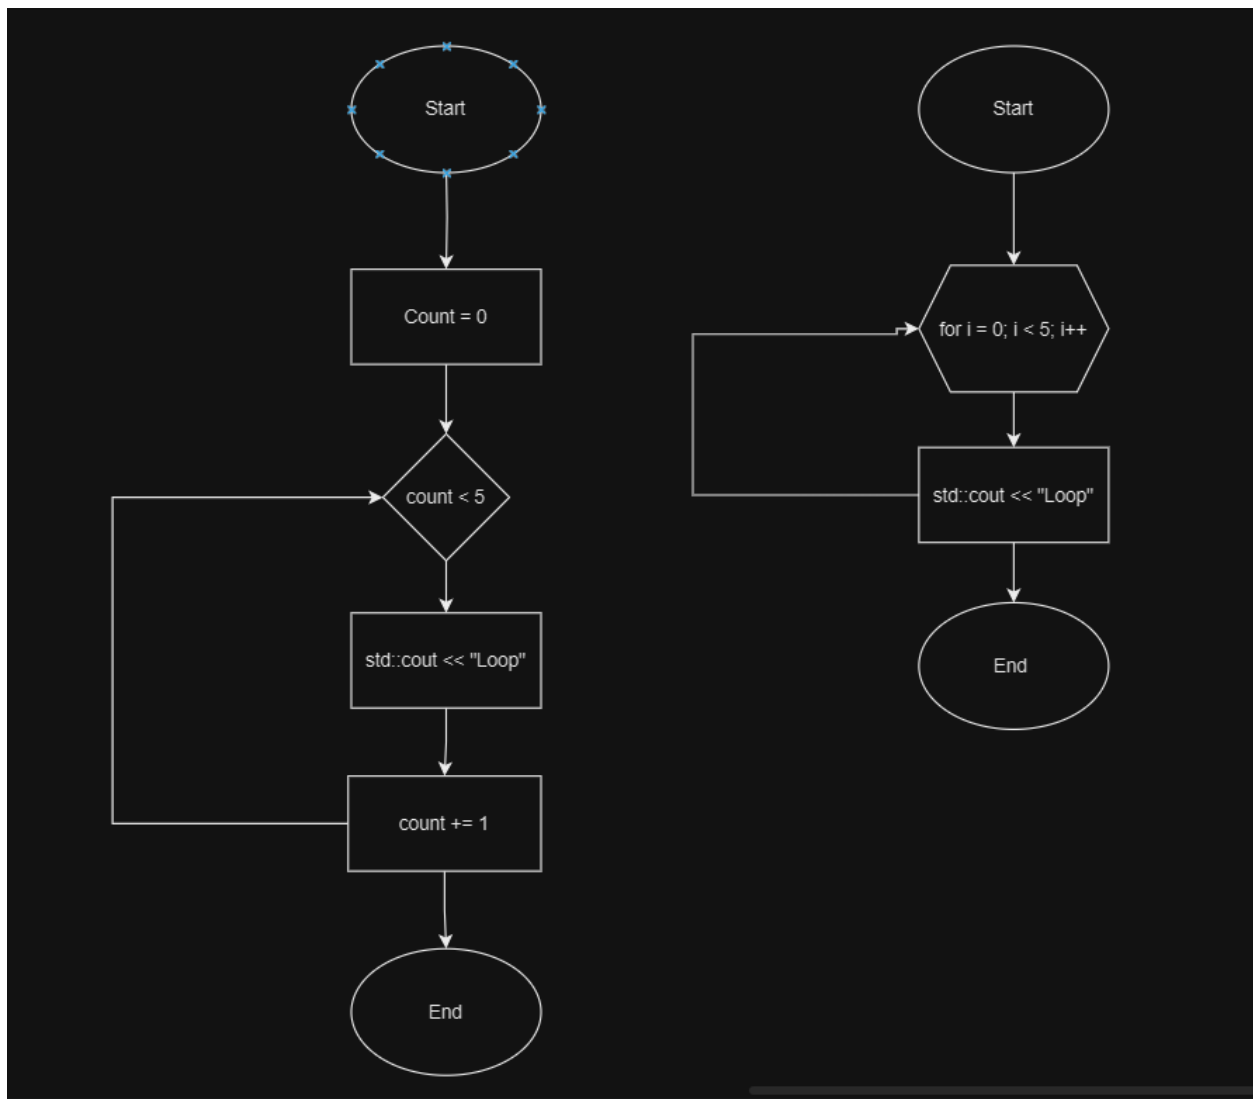 Start
Count = 0
count < 5
std::cout << "Loop"
count += 1
End
Start
for i = 0; i < 5; i++
std::cout << "Loop"
End